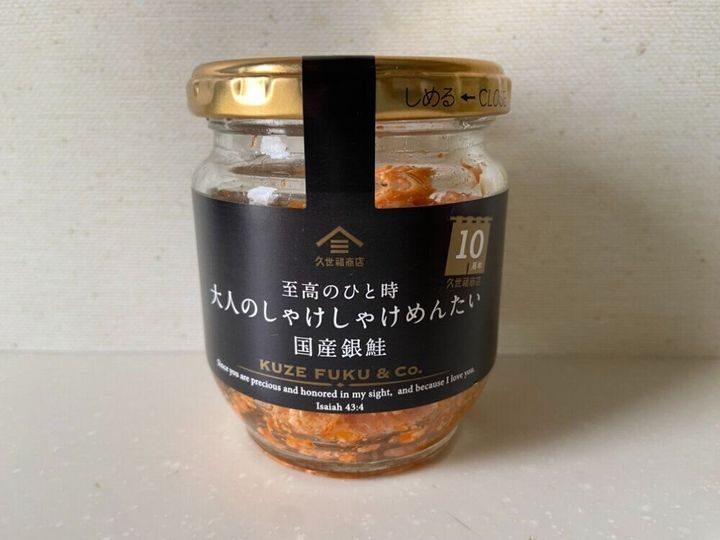 しめる ← CLOSE
久世福商店
10
周年
久世福商店
至高のひと時
大人のしゃけしゃけめんたい
国産銀鮭
KUZE FUKU & Co.
Since you are precious and honored in my sight, and because I love you.
Isaiah 43:4